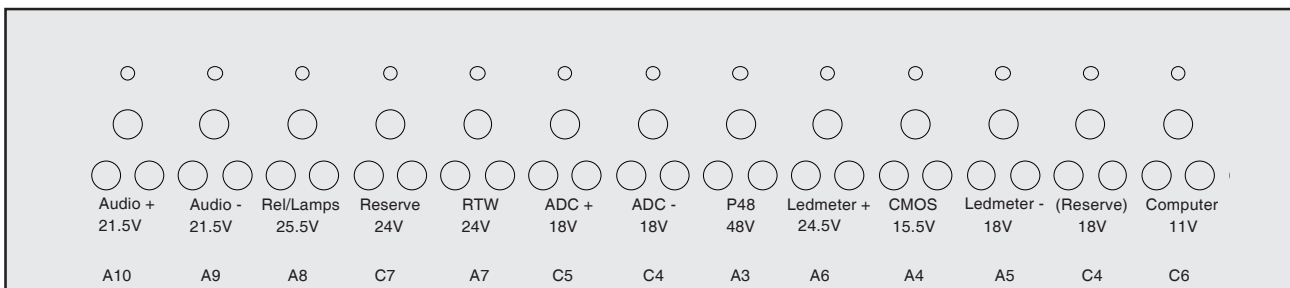 Audio + Audio - Rel/Lamps Reserve RTW ADC + ADC - P48 Ledmeter + CMOS Ledmeter - (Reserve) Computer
21.5V 21.5V 25.5V 24V 24V 18V 18V 48V 24.5V 15.5V 18V 18V 11V
A10 A9 A8 C7 A7 C5 C4 A3 A6 A4 A5 C4 C6